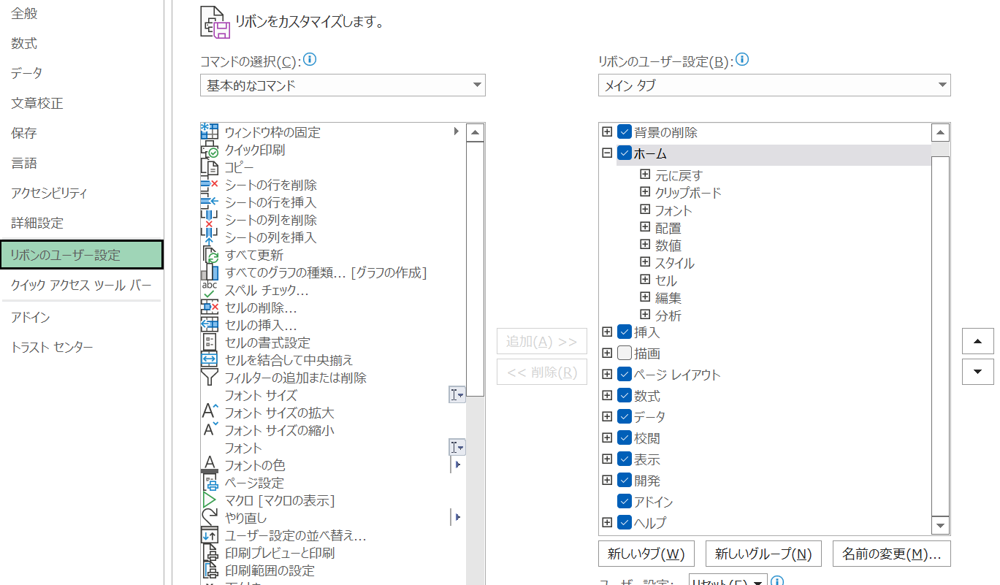 全般
数式
データ
文章校正
保存
言語
アクセシビリティ
詳細設定
リボンのユーザー設定
クイック アクセス ツール バー
アドイン
トラスト センター
リボンをカスタマイズします。
コマンドの選択(C):
基本的なコマンド
ウィンドウ枠の固定
クイック印刷
コピー
シートの行を削除
シートの行を挿入
シートの列を削除
シートの列を挿入
すべて更新
すべてのグラフの種類... [グラフの作成]
スペル チェック...
セルの削除...
セルの挿入...
セルの書式設定
セルを結合して中央揃え
フィルターの追加または削除
フォント サイズ
フォント サイズの拡大
フォント サイズの縮小
フォント
フォントの色
ページ設定
マクロ [マクロの表示]
やり直し
ユーザー設定の並べ替え...
印刷プレビューと印刷
印刷範囲の設定
追加(A) >>
<< 削除(R)
リボンのユーザー設定(B):
メイン タブ
背景の削除
ホーム
元に戻す
クリップボード
フォント
配置
数値
スタイル
セル
編集
分析
挿入
描画
ページ レイアウト
数式
データ
校閲
表示
開発
アドイン
ヘルプ
新しいタブ(W)
新しいグループ(N)
名前の変更(M)...
ユーザー設定:
リセット(E)